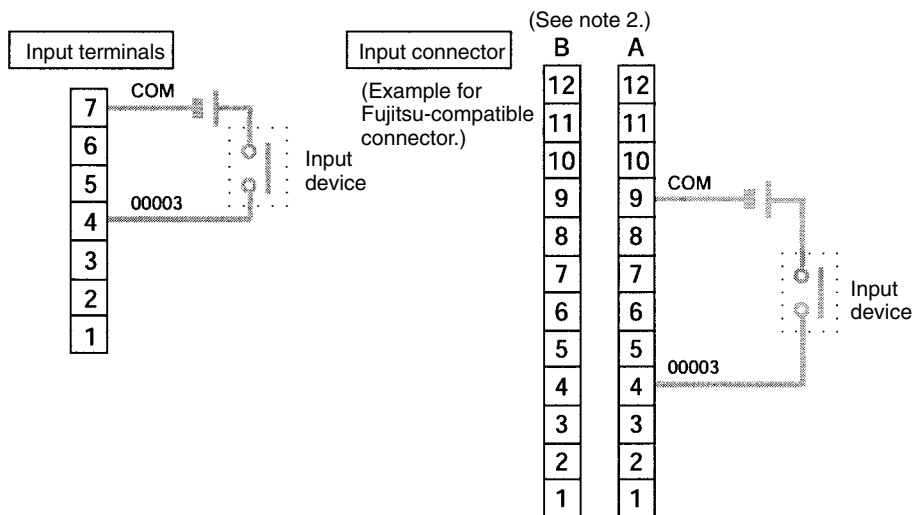 Input terminals
7
6
5
4
3
2
1
COM
00003
Input
device
Input connector
(Example for
Fujitsu-compatible
connector.)
(See note 2.)
B A
12 12
11 11
10 10
9 9
8 8
7 7
6 6
5 5
4 4
3 3
2 2
1 1
COM
00003
Input
device